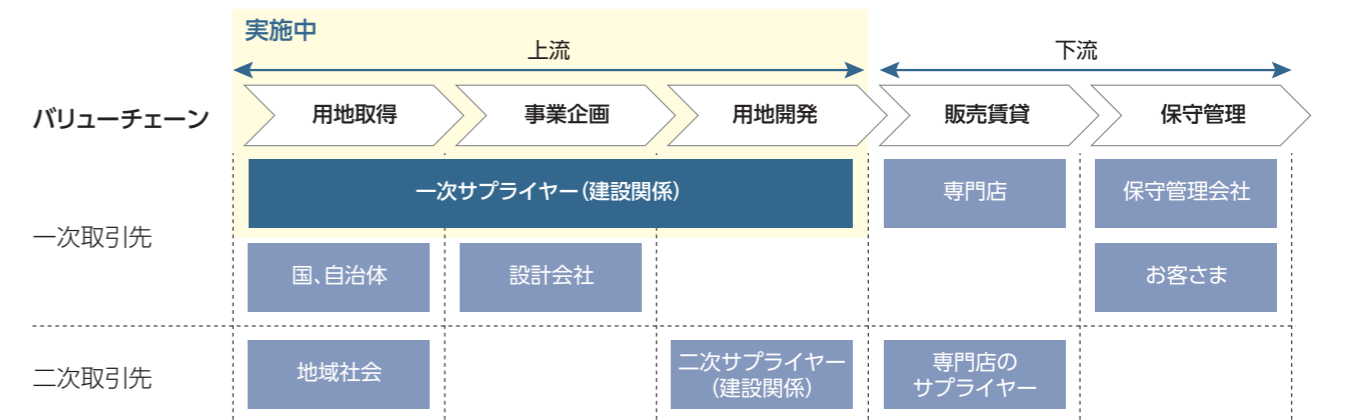 実施中
上流
下流
バリューチェーン
用地取得
事業企画
用地開発
販売賃貸
保守管理
一次取引先
一次サプライヤー（建設関係）
専門店
保守管理会社
国、自治体
設計会社
お客さま
二次取引先
地域社会
二次サプライヤー
（建設関係）
専門店の
サプライヤー